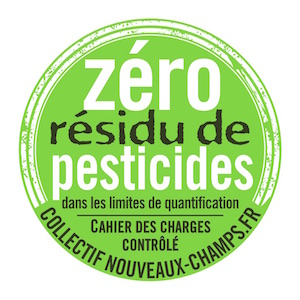 zéro
résidu de
pesticides
dans les limites de quantification
CAHIER DES CHARGES
CONTRÔLÉ
COLLECTIF NOUVEAUX-CHAMPS.FR